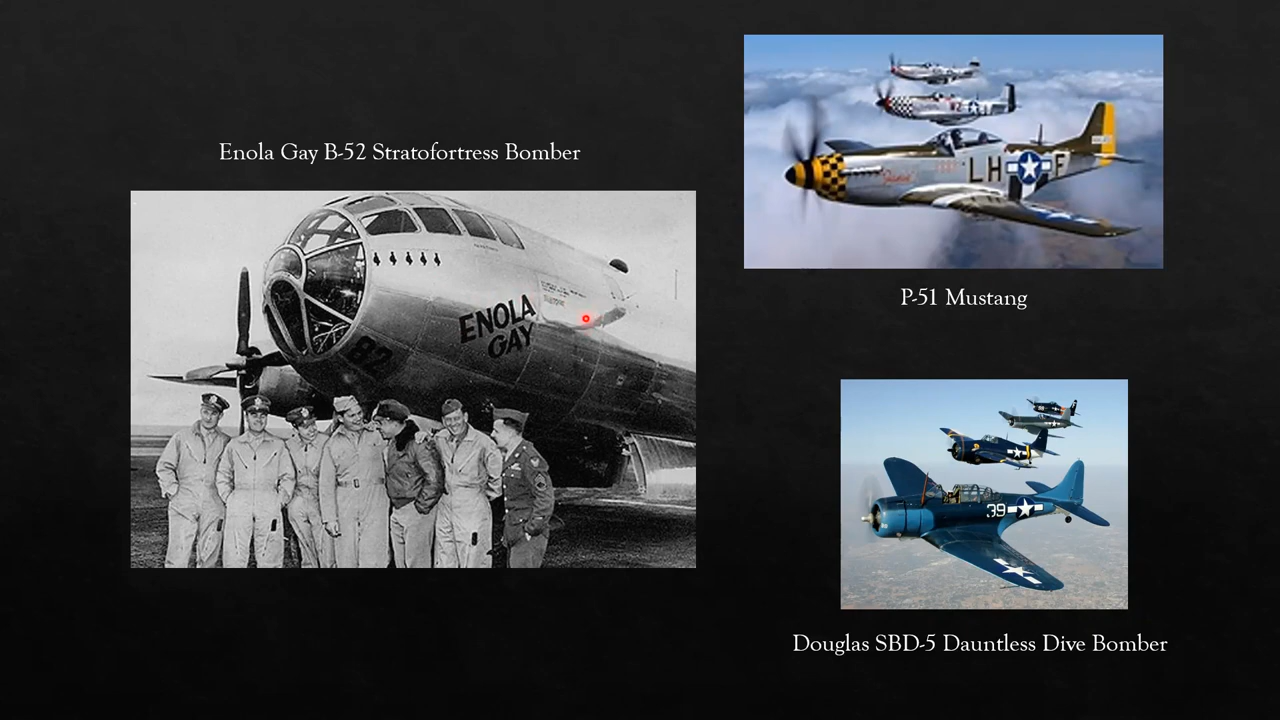 Enola Gay B-52 Stratofortress Bomber
ENOLA
GAY
82
LH F
P-51 Mustang
39
Douglas SBD-5 Dauntless Dive Bomber